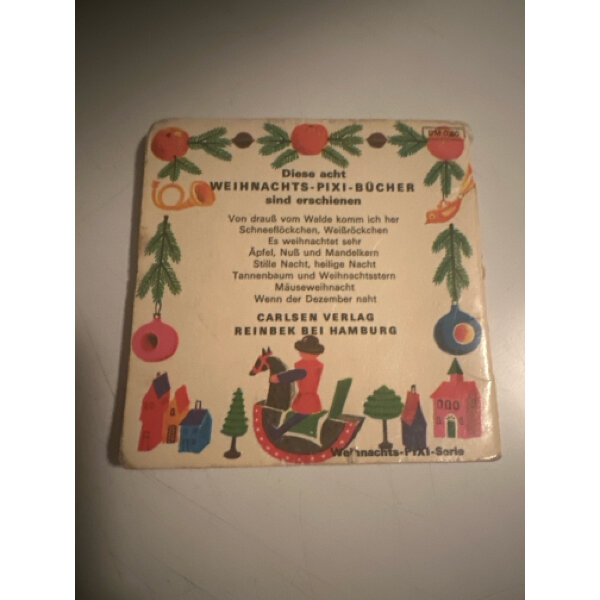 Diese acht
WEIHNACHTS-PIXI-BÜCHER
sind erschienen
Von drauß vom Walde komm ich her
Schneeflöckchen, Weißröckchen
Es weihnachtet sehr
Äpfel, Nuß und Mandelkern
Stille Nacht, heilige Nacht
Tannenbaum und Weihnachtsstern
Mäuseweihnacht
Wenn der Dezember naht
CARLSEN VERLAG
REINBEK BEI HAMBURG
Weihnachts-PIXI-Serie